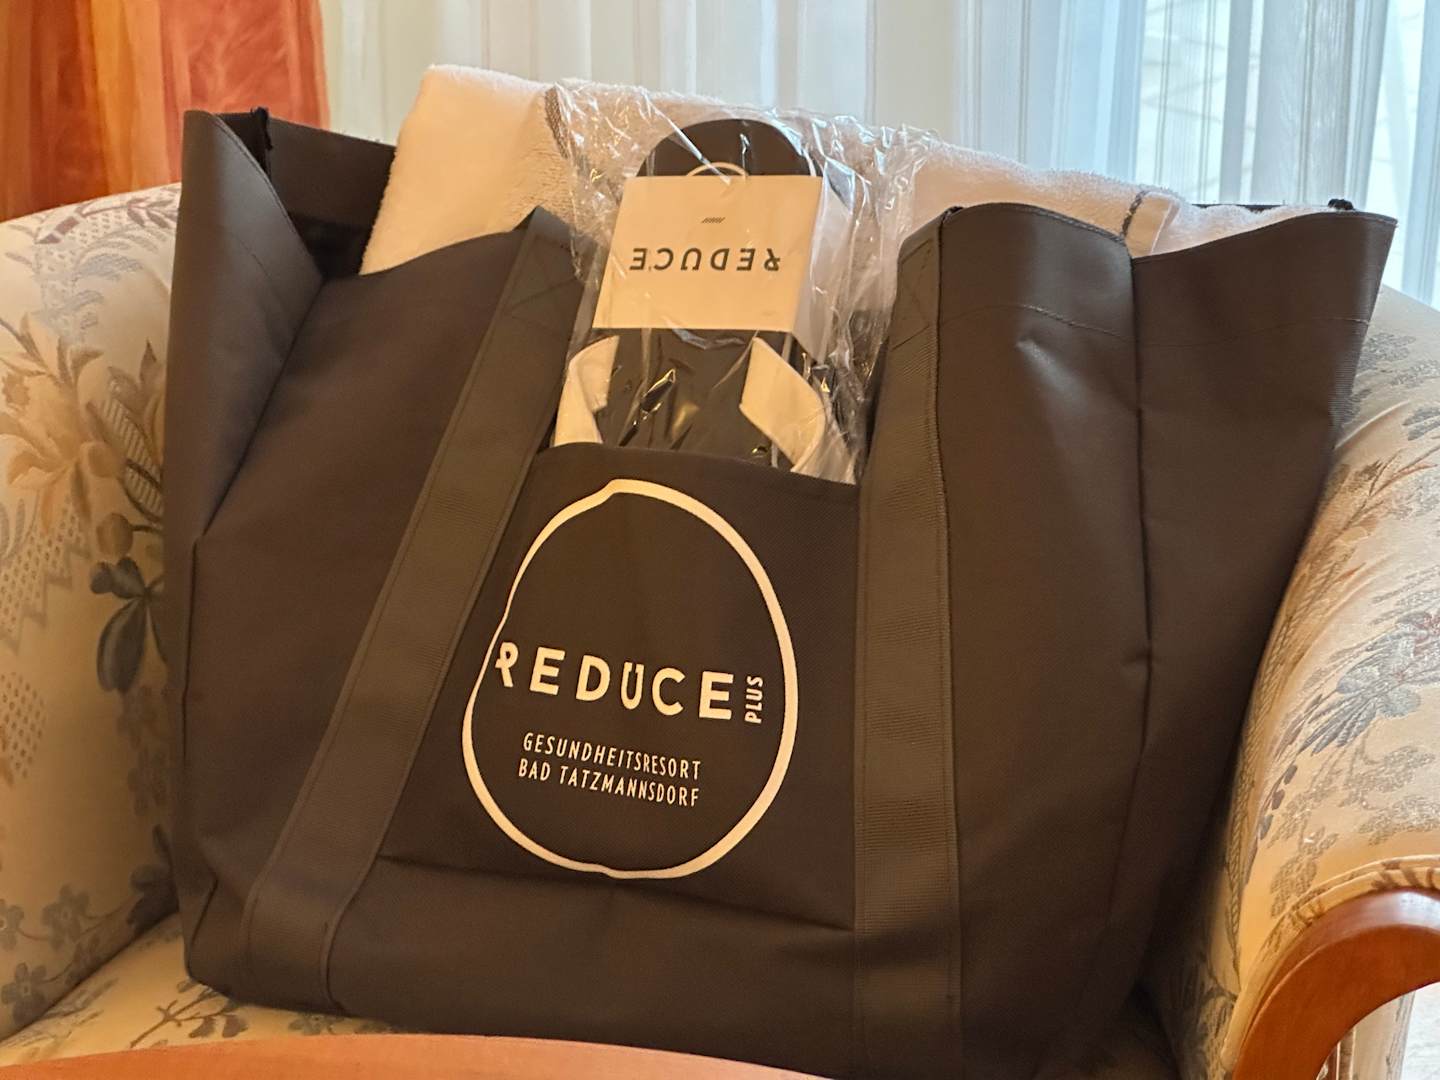 REDUCE
REDUCE PLUS
GESUNDHEITSRESORT
BAD TATZMANNSDORF